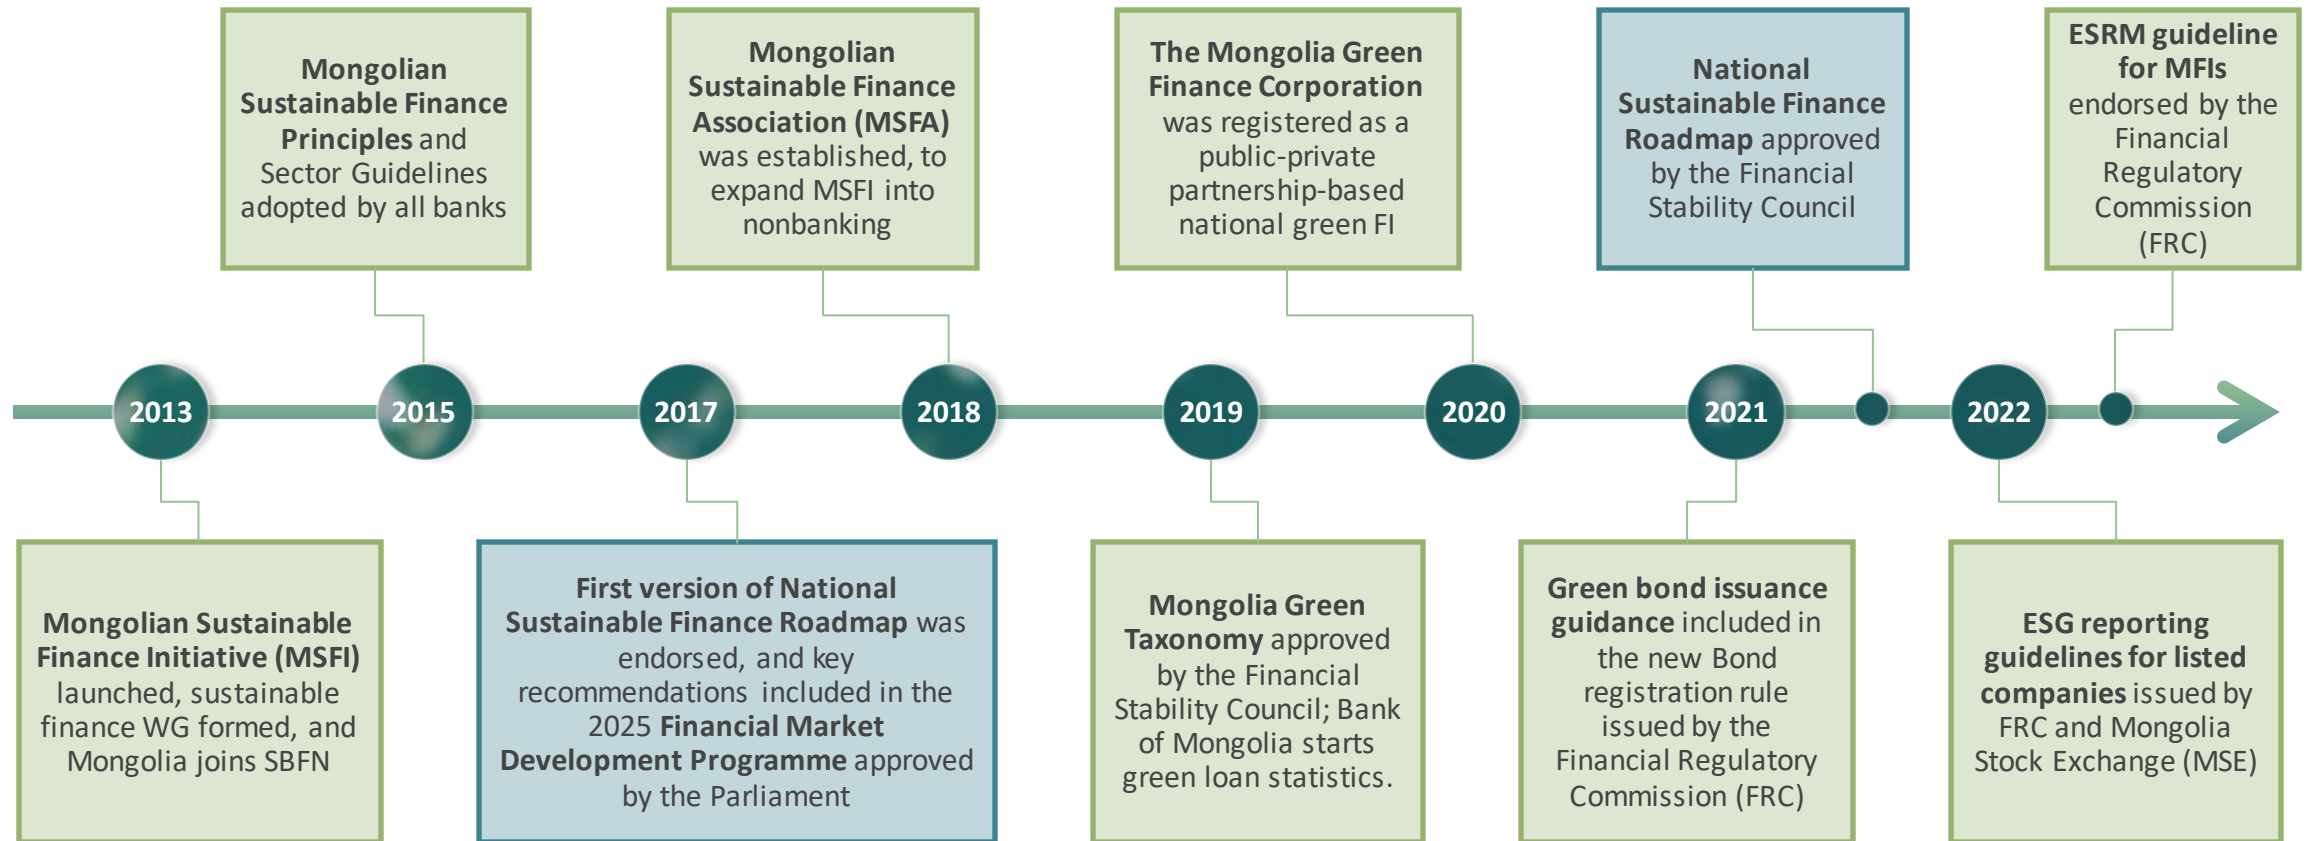 Mongolian
Sustainable Finance
Principles and
Sector Guidelines
adopted by all banks
Mongolian
Sustainable Finance
Association (MSFA)
was established, to
expand MSFI into
nonbanking
The Mongolia Green
Finance Corporation
was registered as a
public-private
partnership-based
national green FI
National
Sustainable Finance
Roadmap approved
by the Financial
Stability Council
ESRM guideline
for MFIs
endorsed by the
Financial
Regulatory
Commission
(FRC)
2013
2015
2017
2018
2019
2020
2021
2022
Mongolian Sustainable
Finance Initiative (MSFI)
launched, sustainable
finance WG formed, and
Mongolia joins SBFN
First version of National
Sustainable Finance Roadmap was
endorsed, and key
recommendations included in the
2025 Financial Market
Development Programme approved
by the Parliament
Mongolia Green
Taxonomy approved
by the Financial
Stability Council; Bank
of Mongolia starts
green loan statistics.
Green bond issuance
guidance included in
the new Bond
registration rule
issued by the
Financial Regulatory
Commission (FRC)
ESG reporting
guidelines for listed
companies issued by
FRC and Mongolia
Stock Exchange (MSE)